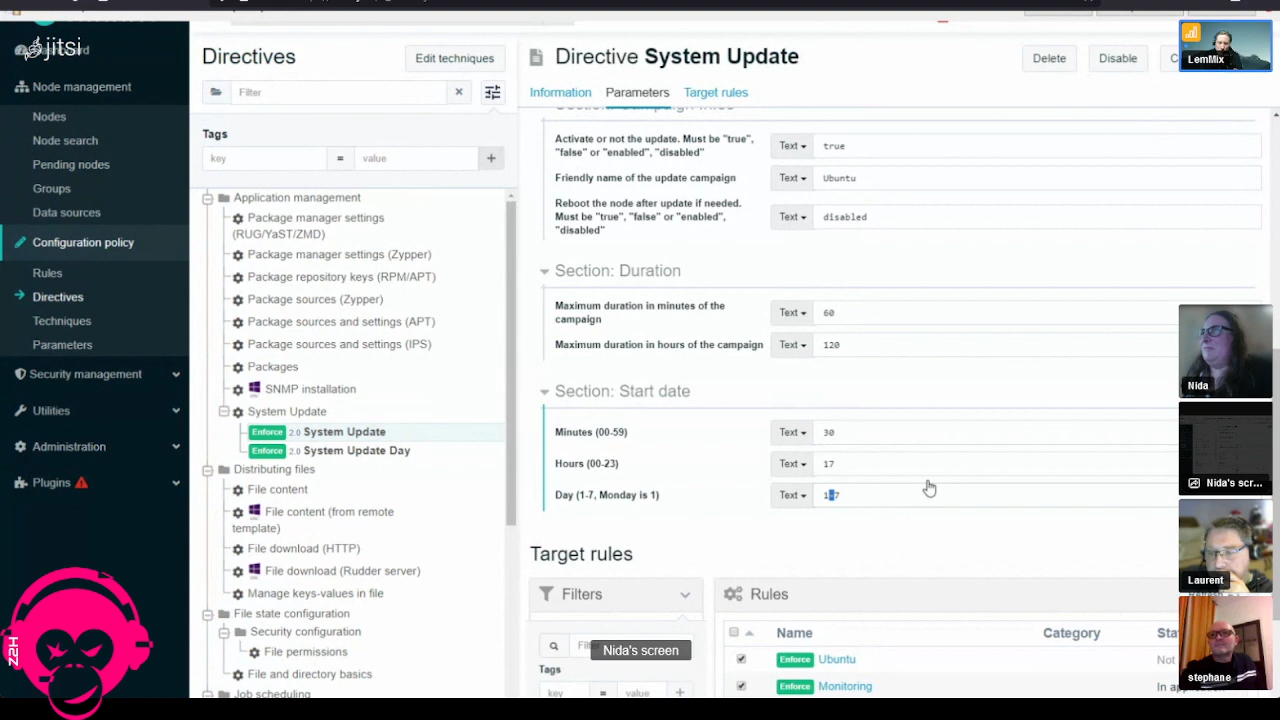 jitsi
Node management
Nodes
Node search
Pending nodes
Groups
Data sources
Configuration policy
Rules
Directives
Techniques
Parameters
Security management
Utilities
Administration
Plugins
Z2H
Directives
Edit techniques
Filter
Tags
key = value +
Application management
Package manager settings
(RUG/YaST/ZMD)
Package manager settings (Zypper)
Package repository keys (RPM/APT)
Package sources (Zypper)
Package sources and settings (APT)
Package sources and settings (IPS)
Packages
SNMP installation
System Update
Enforce 2.0 System Update
Enforce 2.0 System Update Day
Distributing files
File content
File content (from remote
template)
File download (HTTP)
File download (Rudder server)
Manage keys-values in file
File state configuration
Security configuration
File permissions
File and directory basics
Job scheduling
Directive System Update
Delete
Disable
Information
Parameters
Target rules
Activate or not the update. Must be "true",
"false" or "enabled", "disabled"
Text true
Friendly name of the update campaign
Text Ubuntu
Reboot the node after update if needed.
Must be "true", "false" or "enabled",
"disabled"
Text disabled
Section: Duration
Maximum duration in minutes of the
campaign
Text 60
Maximum duration in hours of the campaign
Text 120
Section: Start date
Minutes (00-59)
Text 30
Hours (00-23)
Text 17
Day (1-7, Monday is 1)
Text 1-7
Target rules
Filters
Nida's screen
Tags
key = value +
Rules
Name
Category
Enforce Ubuntu
Not
Enforce Monitoring
In application
LemMix
Nida
Nida's scr...
Laurent
stephane